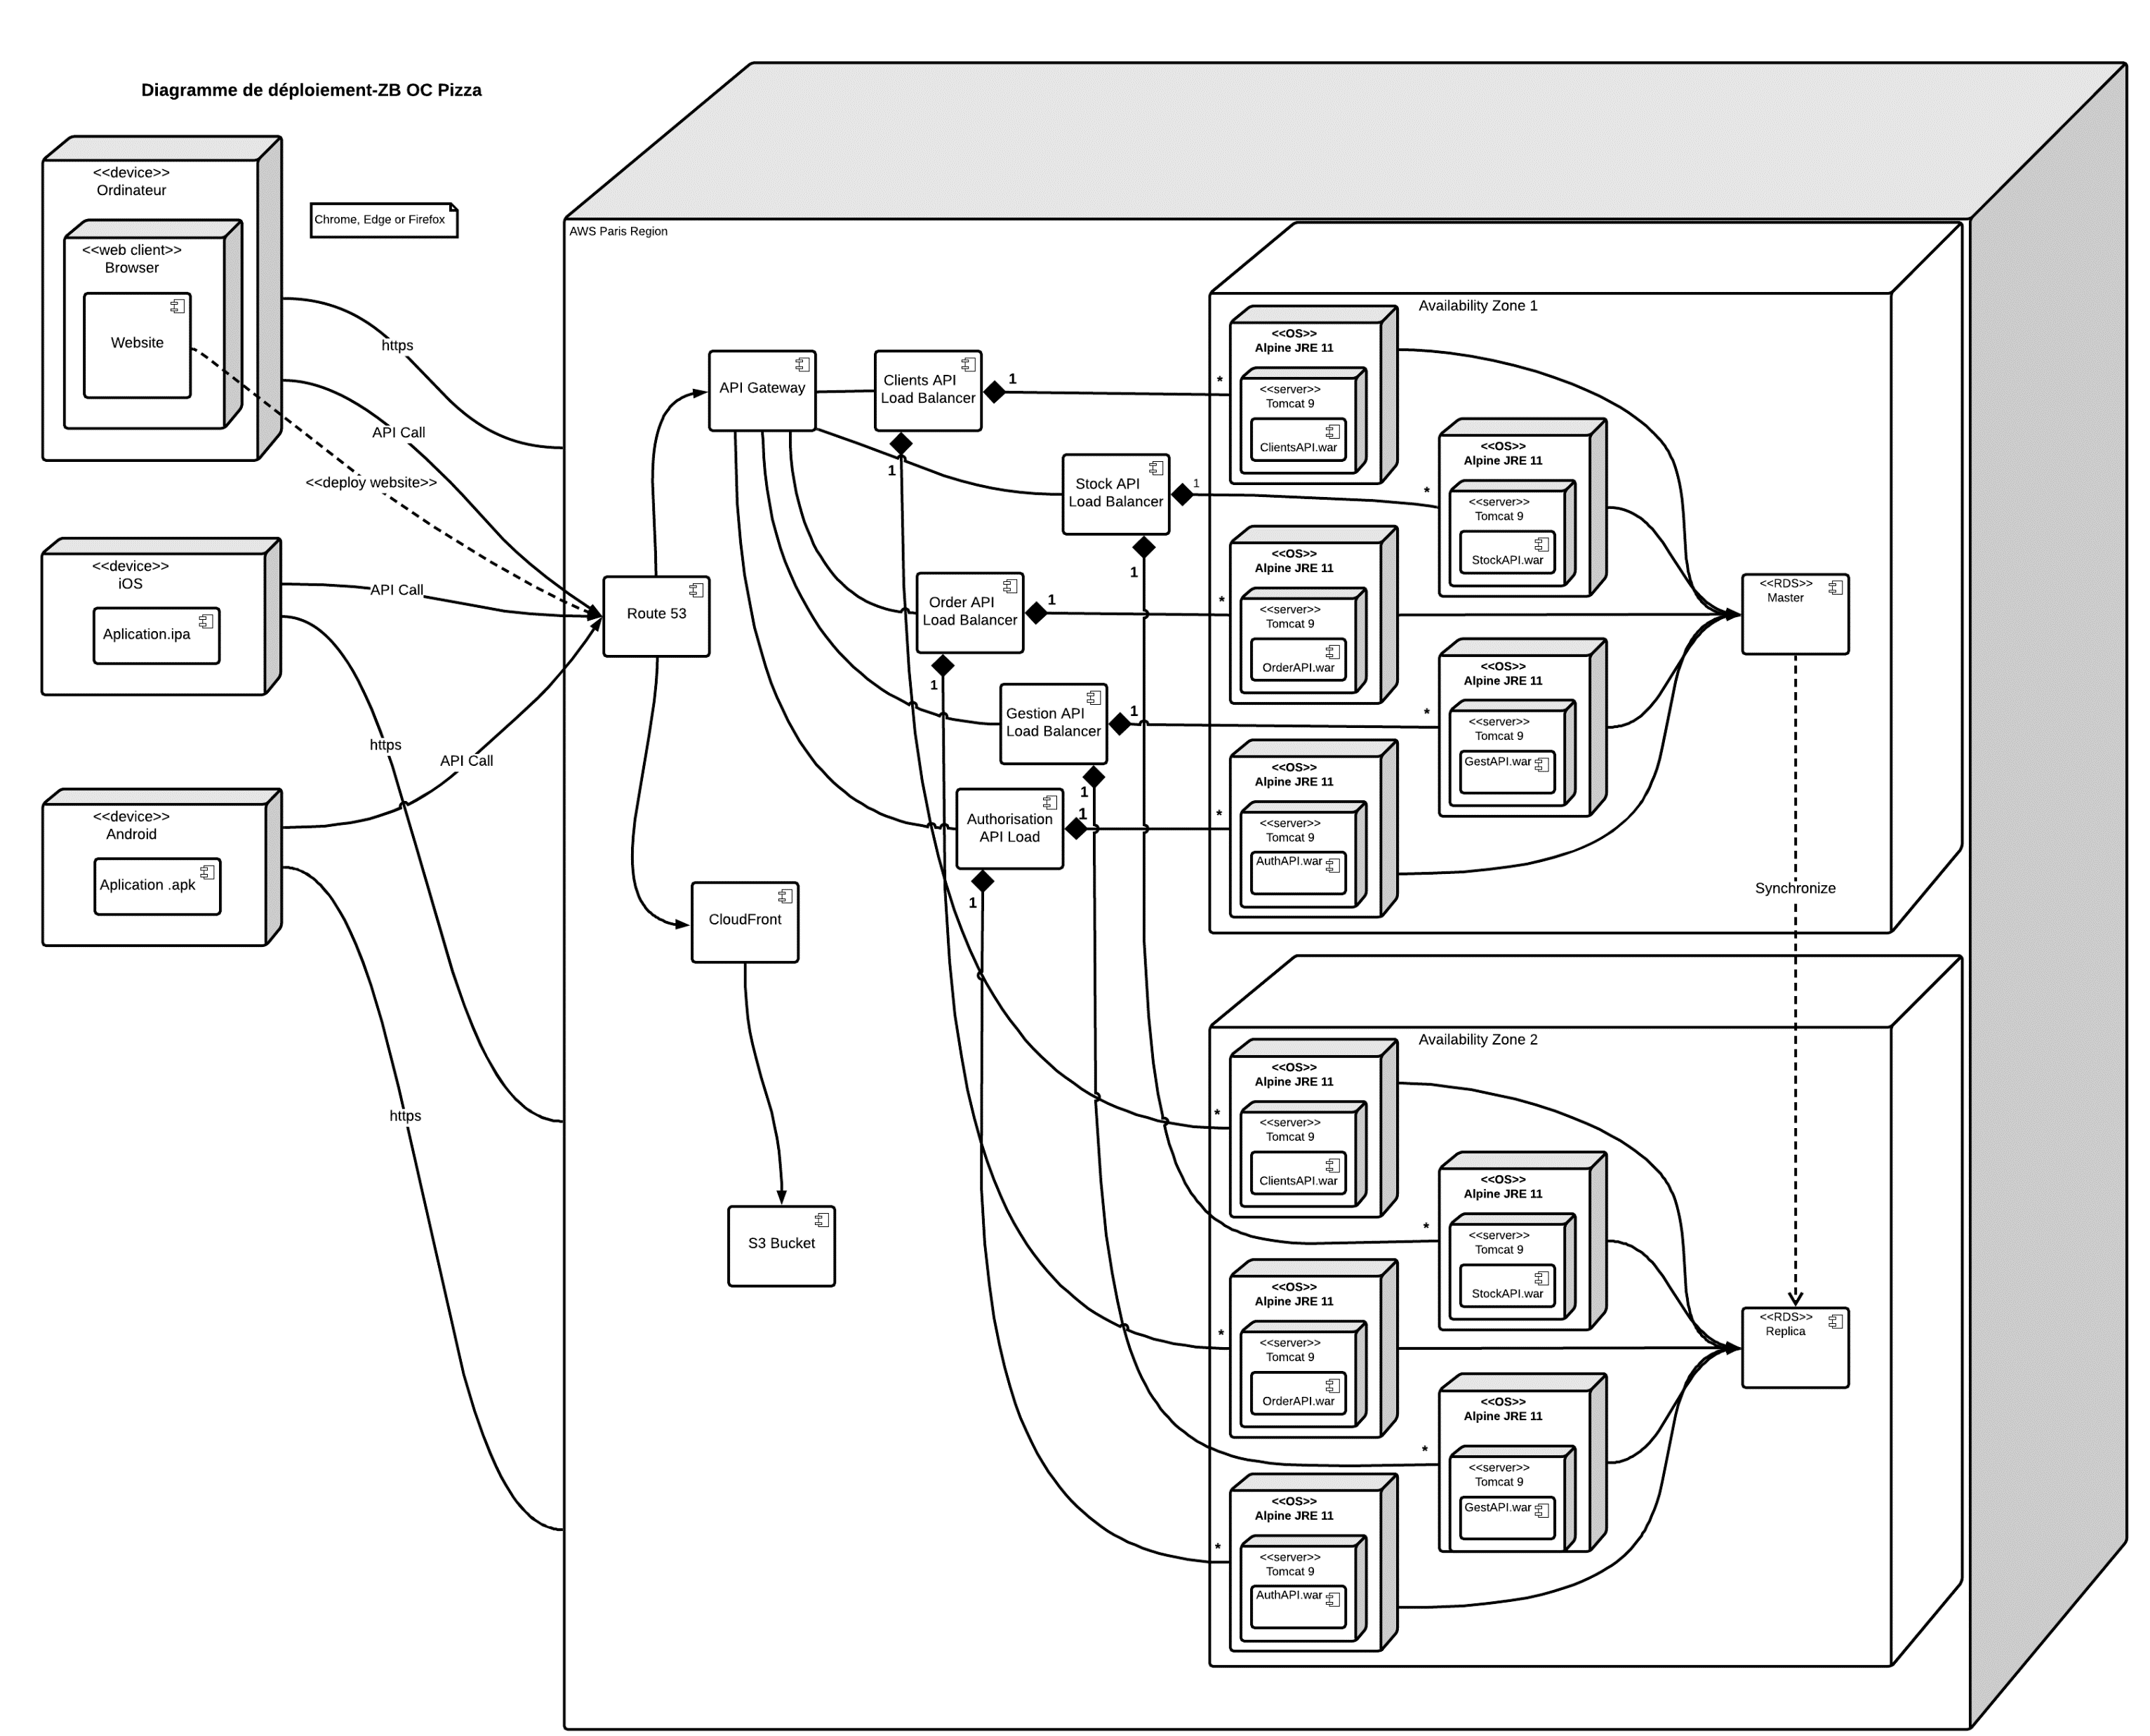 Diagramme de déploiement-ZB OC Pizza
<<device>>
Ordinateur
<<web client>>
Browser
Website
Chrome, Edge or Firefox
https
API Call
<<deploy website>>
<<device>>
iOS
Aplication.ipa
API Call
https
<<device>>
Android
Aplication .apk
API Call
https
AWS Paris Region
Route 53
API Gateway
CloudFront
S3 Bucket
Clients API
Load Balancer
1
1
Stock API
Load Balancer
1
1
Order API
Load Balancer
1
1
Gestion API
Load Balancer
1
1
Authorisation
API Load
1
1
Availability Zone 1
*
<<OS>>
Alpine JRE 11
<<server>>
Tomcat 9
ClientsAPI.war
*
<<OS>>
Alpine JRE 11
<<server>>
Tomcat 9
StockAPI.war
*
<<OS>>
Alpine JRE 11
<<server>>
Tomcat 9
OrderAPI.war
*
<<OS>>
Alpine JRE 11
<<server>>
Tomcat 9
GestAPI.war
*
<<OS>>
Alpine JRE 11
<<server>>
Tomcat 9
AuthAPI.war
<<RDS>>
Master
Synchronize
Availability Zone 2
*
<<OS>>
Alpine JRE 11
<<server>>
Tomcat 9
ClientsAPI.war
*
<<OS>>
Alpine JRE 11
<<server>>
Tomcat 9
StockAPI.war
*
<<OS>>
Alpine JRE 11
<<server>>
Tomcat 9
OrderAPI.war
*
<<OS>>
Alpine JRE 11
<<server>>
Tomcat 9
GestAPI.war
*
<<OS>>
Alpine JRE 11
<<server>>
Tomcat 9
AuthAPI.war
<<RDS>>
Replica